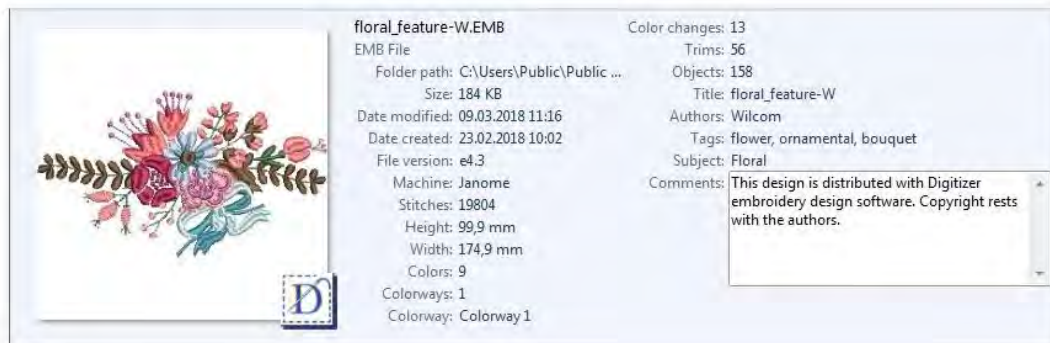 floral_feature-W.EMB
EMB File
Folder path: C:\Users\Public\Public ...
Size: 184 KB
Date modified: 09.03.2018 11:16
Date created: 23.02.2018 10:02
File version: e4.3
Machine: Janome
Stitches: 19804
Height: 99,9 mm
Width: 174,9 mm
Colors: 9
Colorways: 1
Colorway: Colorway 1
Color changes: 13
Trims: 56
Objects: 158
Title: floral_feature-W
Authors: Wilcom
Tags: flower, ornamental, bouquet
Subject: Floral
Comments: This design is distributed with Digitizer
embroidery design software. Copyright rests
with the authors.
D